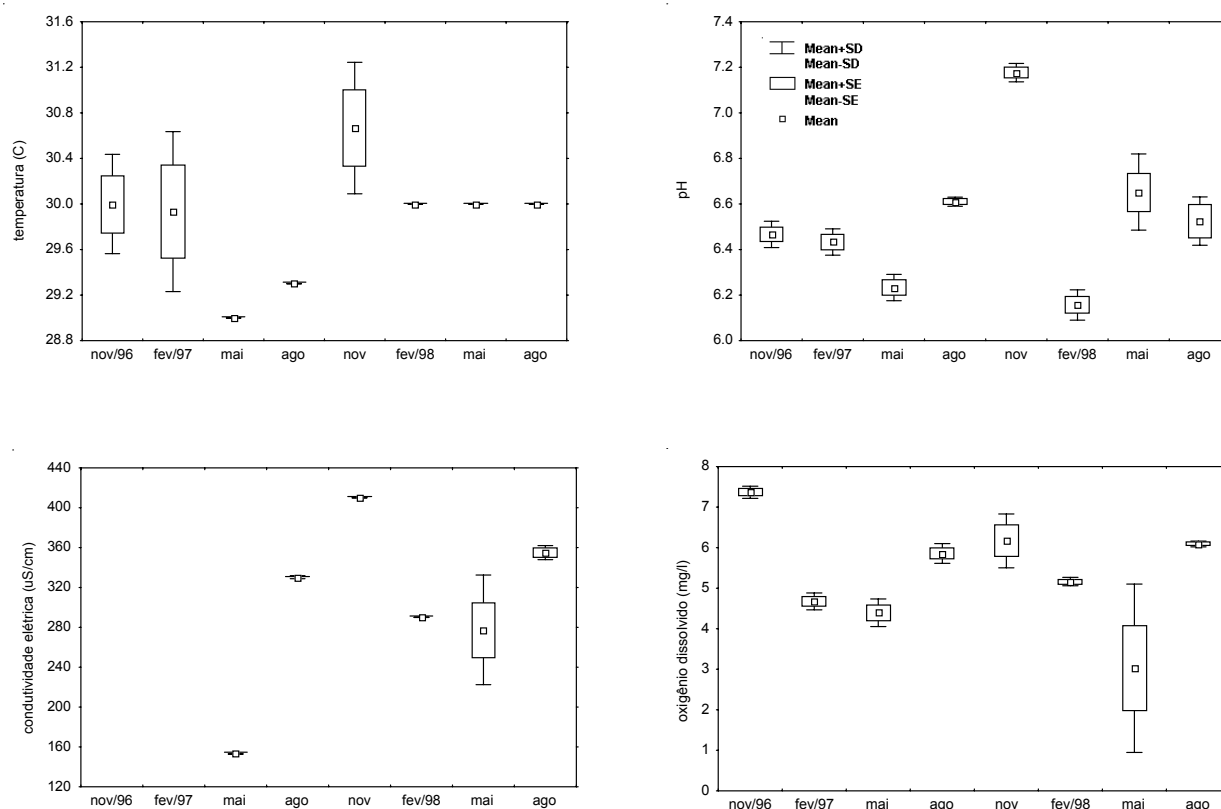 31.6
31.2
30.8
30.4
30.0
29.6
29.2
28.8
temperatura (C)
nov/96 fev/97 mai ago nov fev/98 mai ago
7.4
7.2
7.0
6.8
6.6
6.4
6.2
6.0
pH
Mean+SD
Mean-SD
Mean+SE
Mean-SE
Mean
nov/96 fev/97 mai ago nov fev/98 mai ago
440
400
360
320
280
240
200
160
120
condutividade elétrica (uS/cm)
nov/96 fev/97 mai ago nov fev/98 mai ago
8
7
6
5
4
3
2
1
0
oxigênio dissolvido (mg/l)
nov/96 fev/97 mai ago nov fev/98 mai ago